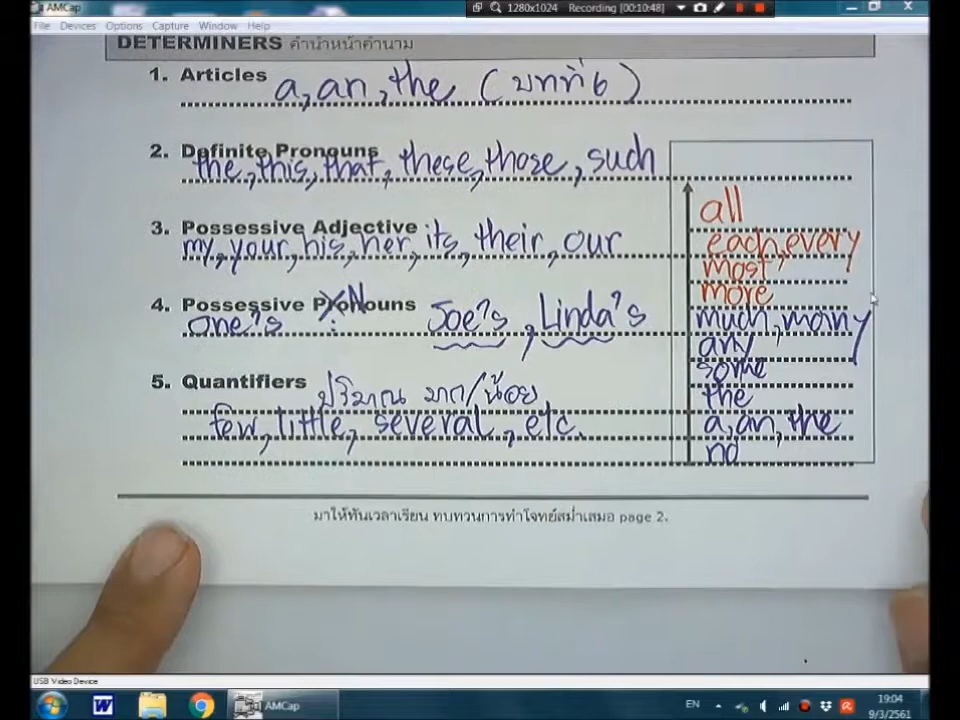 AMCap
1280x1024 Recording [00:10:48]
File Devices Options Capture Window Help
DETERMINERS คำนำหน้าคำนาม
1. Articles a, an, the (บทที่ 6)
2. Definite Pronouns
the, this, that, these, those, such
3. Possessive Adjective
my, your, his, her, its, their, our
4. Possessive Pronouns N
one's : Joe's, Linda's
5. Quantifiers ปริมาณ มาก/น้อย
few, little, several, etc.
all
each, every
most
more
much, many
any
some
the
a, an, the
no
มาให้ทันเวลาเรียน ทบทวนการทำโจทย์สม่ำเสมอ page 2.
USB Video Device
AMCap
EN
19:04
9/3/2561